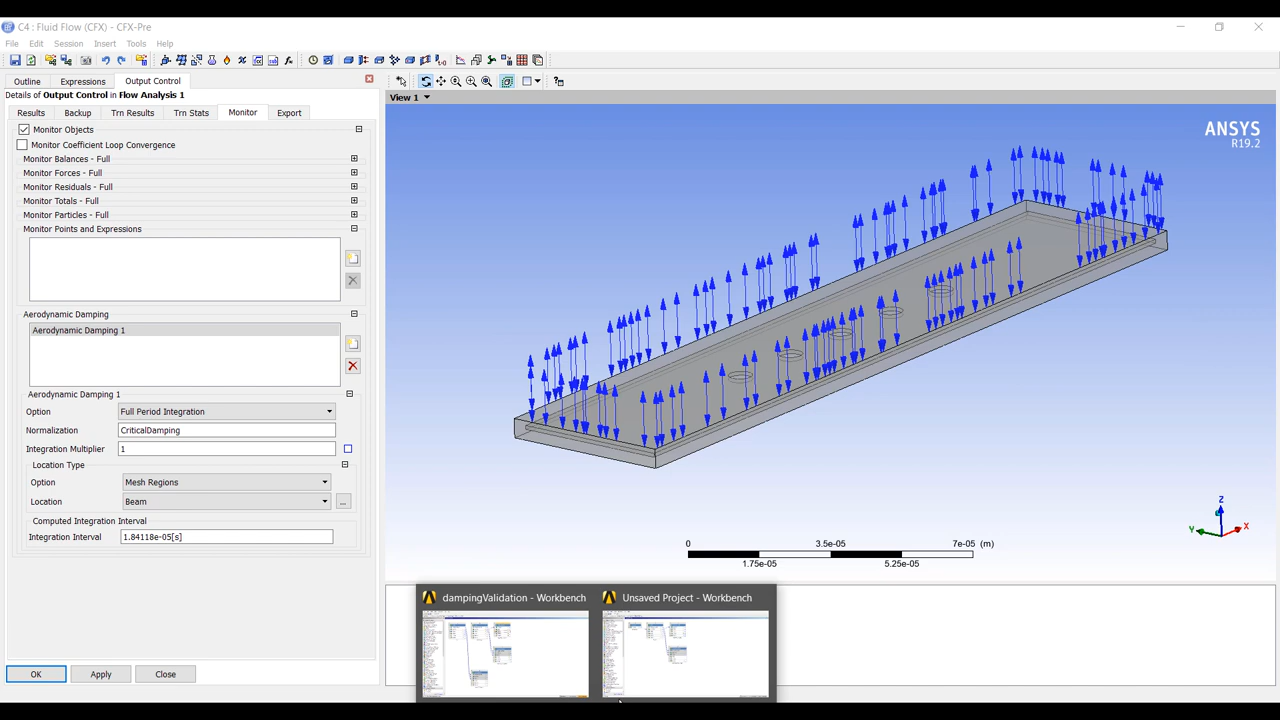 C4 : Fluid Flow (CFX) - CFX-Pre
File Edit Session Insert Tools Help
Outline Expressions Output Control
Details of Output Control in Flow Analysis 1
Results Backup Trn Results Trn Stats Monitor Export
Monitor Objects
Monitor Coefficient Loop Convergence
Monitor Balances - Full
Monitor Forces - Full
Monitor Residuals - Full
Monitor Totals - Full
Monitor Particles - Full
Monitor Points and Expressions
Aerodynamic Damping
Aerodynamic Damping 1
Aerodynamic Damping 1
Option Full Period Integration
Normalization CriticalDamping
Integration Multiplier 1
Location Type
Option Mesh Regions
Location Beam ...
Computed Integration Interval
Integration Interval 1.84118e-05[s]
OK Apply Close
View 1
ANSYS
R19.2
Z
Y X
0 3.5e-05 7e-05 (m)
1.75e-05 5.25e-05
dampingValidation - Workbench
Unsaved Project - Workbench